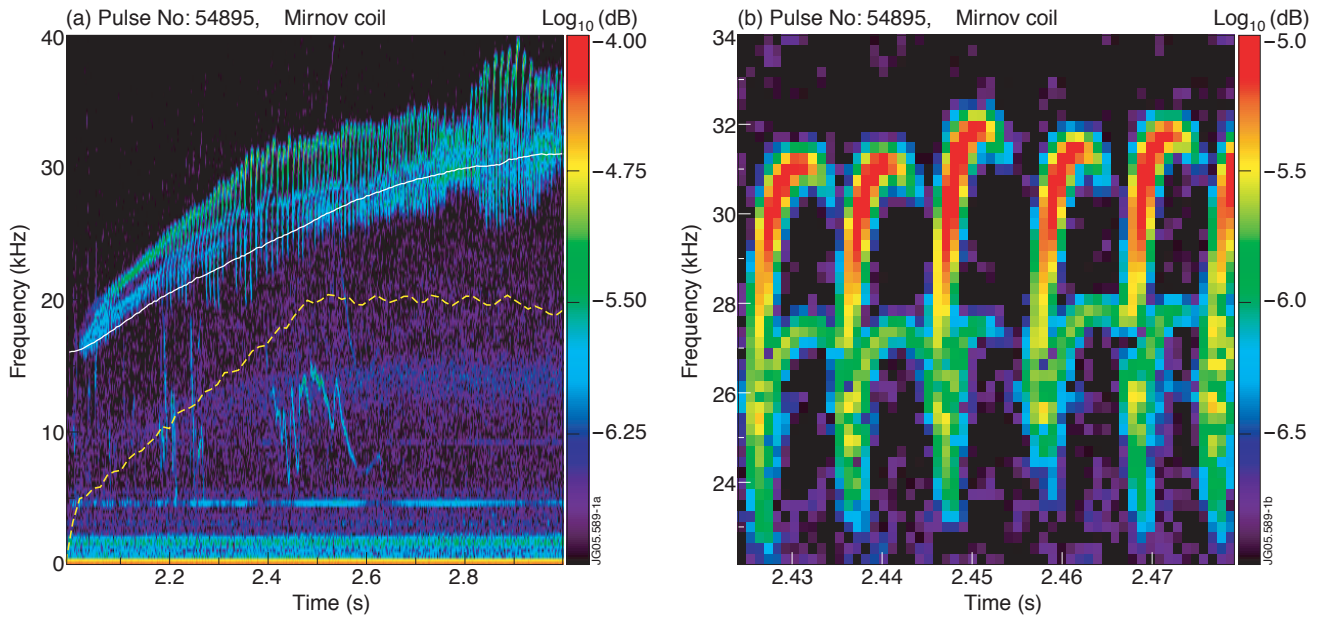 (a) Pulse No: 54895, Mirnov coil Log10 (dB)
40
30
20
10
0
Frequency (kHz)
2.2 2.4 2.6 2.8
Time (s)
−4.00
−4.75
−5.50
−6.25
JG05.589-1a
(b) Pulse No: 54895, Mirnov coil Log10 (dB)
34
32
30
28
26
24
Frequency (kHz)
2.43 2.44 2.45 2.46 2.47
Time (s)
−5.0
−5.5
−6.0
−6.5
JG05.589-1b